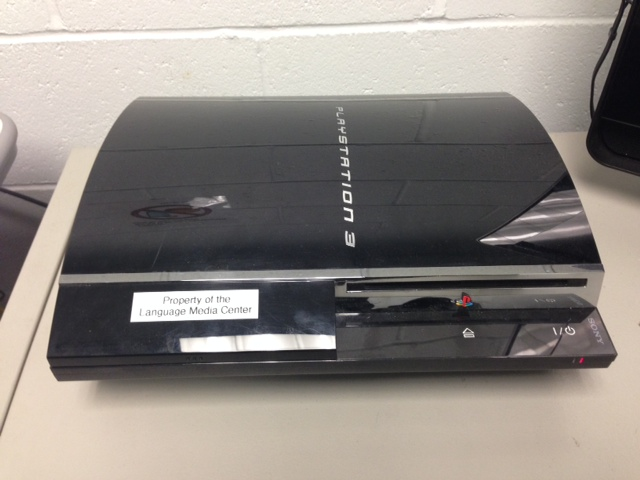 PLAYSTATION 3
Property of the
Language Media Center
SONY